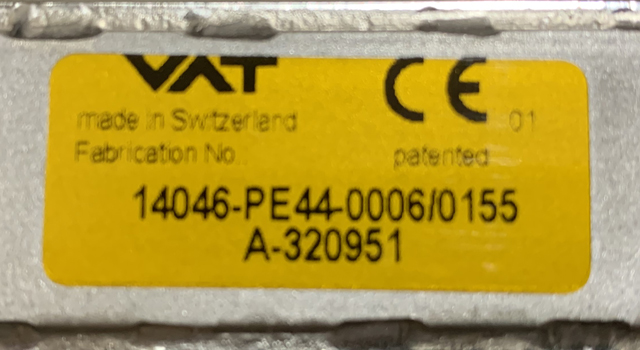 VAT CE
made in Switzerland 01
Fabrication No. patented
14046-PE44-0006/0155
A-320951